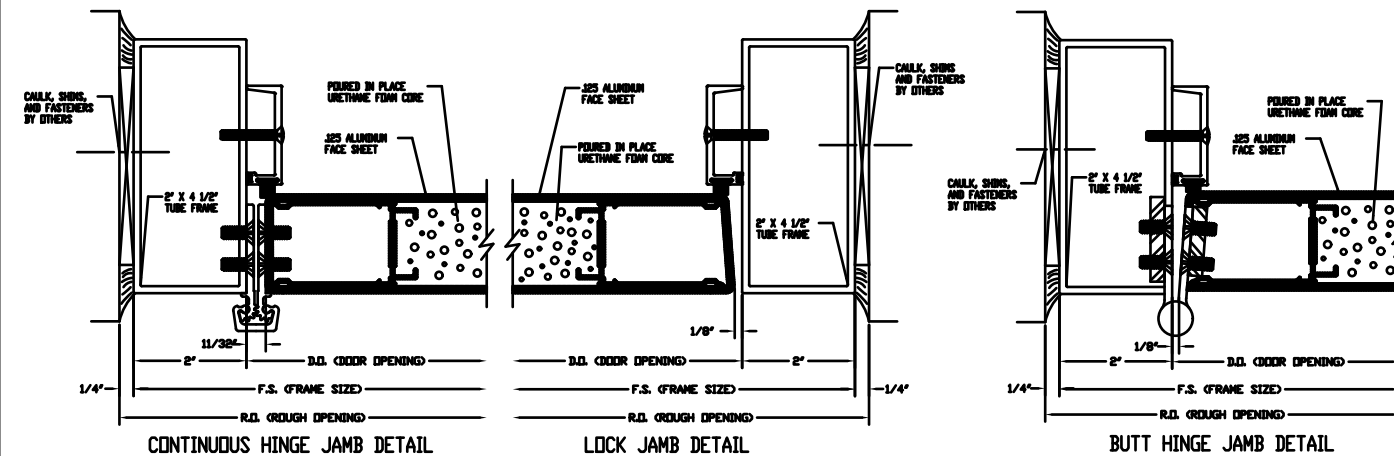 CAULK, SHIMS,
AND FASTENERS
BY OTHERS
POURED IN PLACE
URETHANE FOAM CORE
.125 ALUMINUM
FACE SHEET
2" X 4 1/2"
TUBE FRAME
11/32"
2"
D.O. (DOOR OPENING)
1/4"
F.S. (FRAME SIZE)
R.O. (ROUGH OPENING)
CONTINUOUS HINGE JAMB DETAIL
.125 ALUMINUM
FACE SHEET
POURED IN PLACE
URETHANE FOAM CORE
CAULK, SHIMS
AND FASTENERS
BY OTHERS
2" X 4 1/2"
TUBE FRAME
1/8"
D.O. (DOOR OPENING)
2"
F.S. (FRAME SIZE)
1/4"
R.O. (ROUGH OPENING)
LOCK JAMB DETAIL
POURED IN PLACE
URETHANE FOAM CORE
.125 ALUMINUM
FACE SHEET
CAULK, SHIMS,
AND FASTENERS
BY OTHERS
2" X 4 1/2"
TUBE FRAME
1/8"
2"
D.O. (DOOR OPENING)
1/4"
F.S. (FRAME SIZE)
R.O. (ROUGH OPENING)
BUTT HINGE JAMB DETAIL